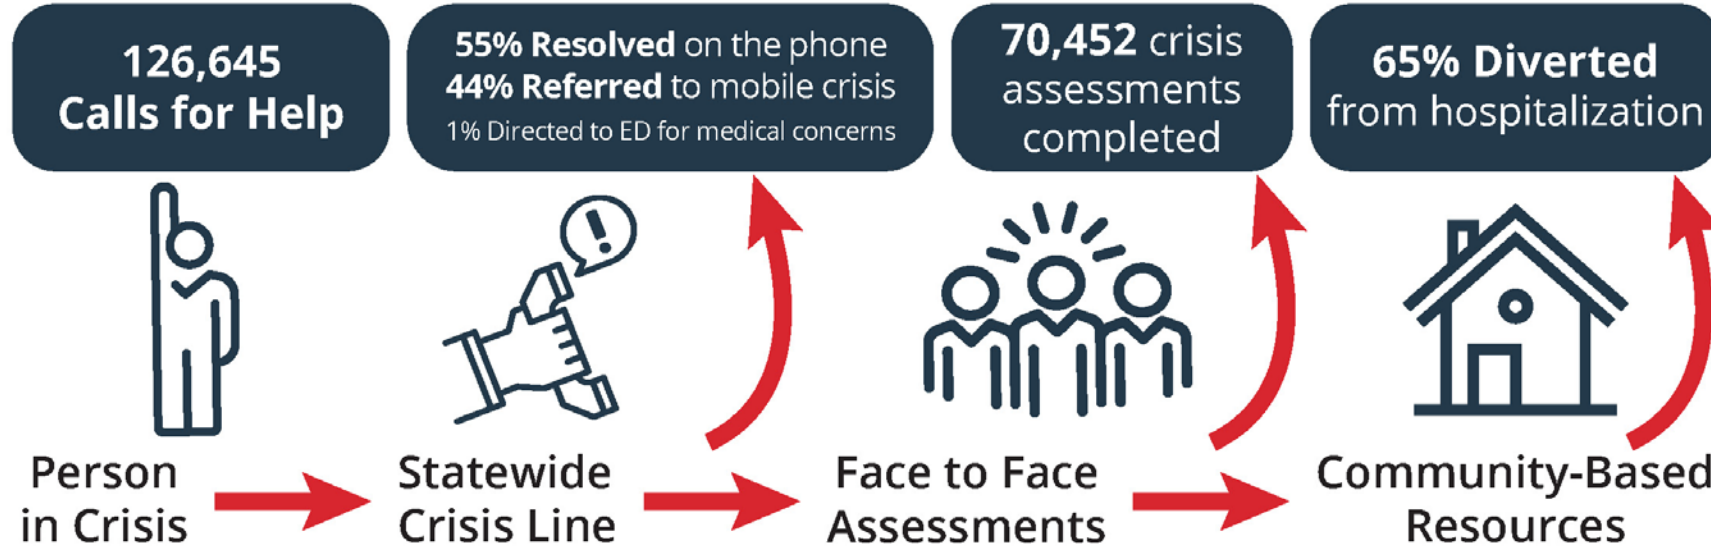 126,645
Calls for Help
55% Resolved on the phone
44% Referred to mobile crisis
1% Directed to ED for medical concerns
70,452 crisis
assessments
completed
65% Diverted
from hospitalization
!
Person
in Crisis
Statewide
Crisis Line
Face to Face
Assessments
Community-Based
Resources